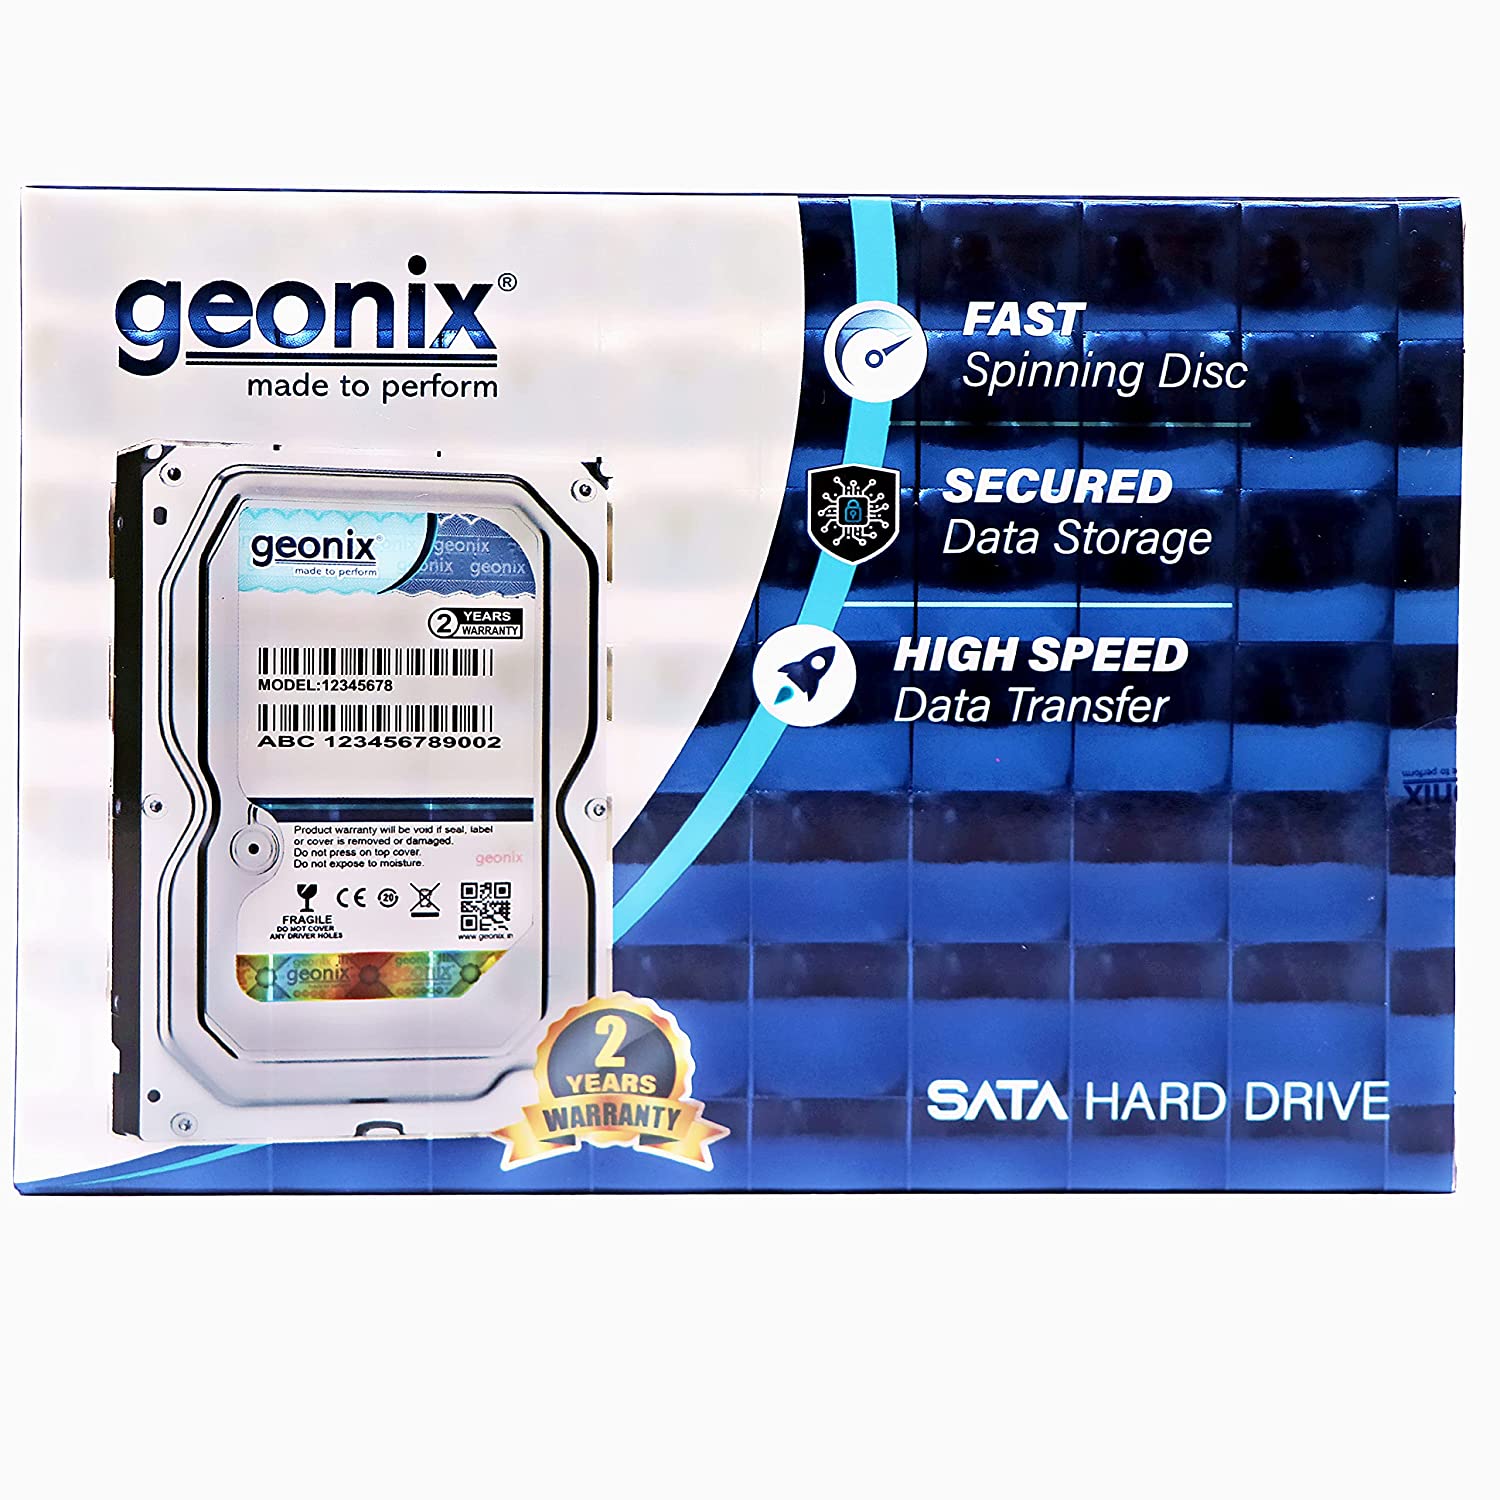 geonix®
made to perform
FAST
Spinning Disc
SECURED
Data Storage
HIGH SPEED
Data Transfer
geonix
made to perform
geonix
geonix
2 YEARS
WARRANTY
MODEL:12345678
ABC 123456789002
Product warranty will be void if seal, label
or cover is removed or damaged.
Do not press on top cover.
Do not expose to moisture.
geonix
FRAGILE
DO NOT COVER
ANY DRIVER HOLES
CE
20
www.geonix.in
geonix
geonix
2
YEARS
WARRANTY
SATA HARD DRIVE